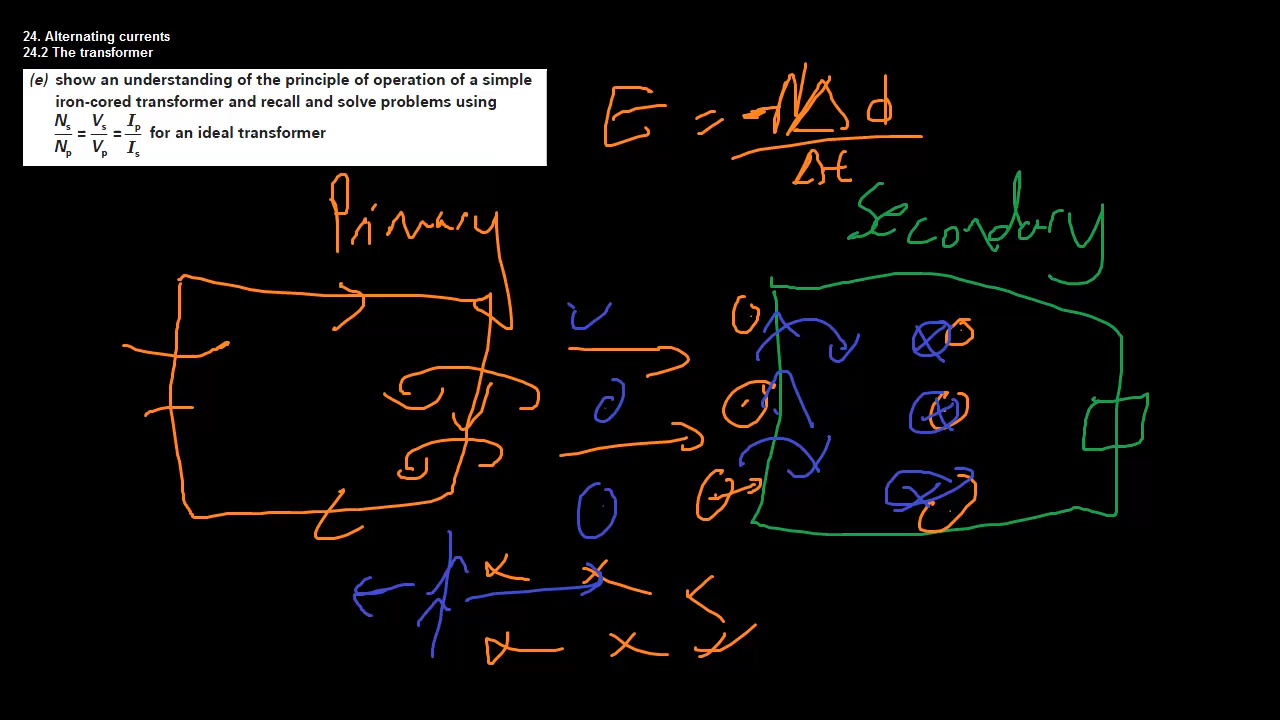 24. Alternating currents
24.2 The transformer
(e) show an understanding of the principle of operation of a simple
iron-cored transformer and recall and solve problems using
Ns/Np = Vs/Vp = Ip/Is for an ideal transformer
E = -NΔϕ
Δt
Primary
Secondary